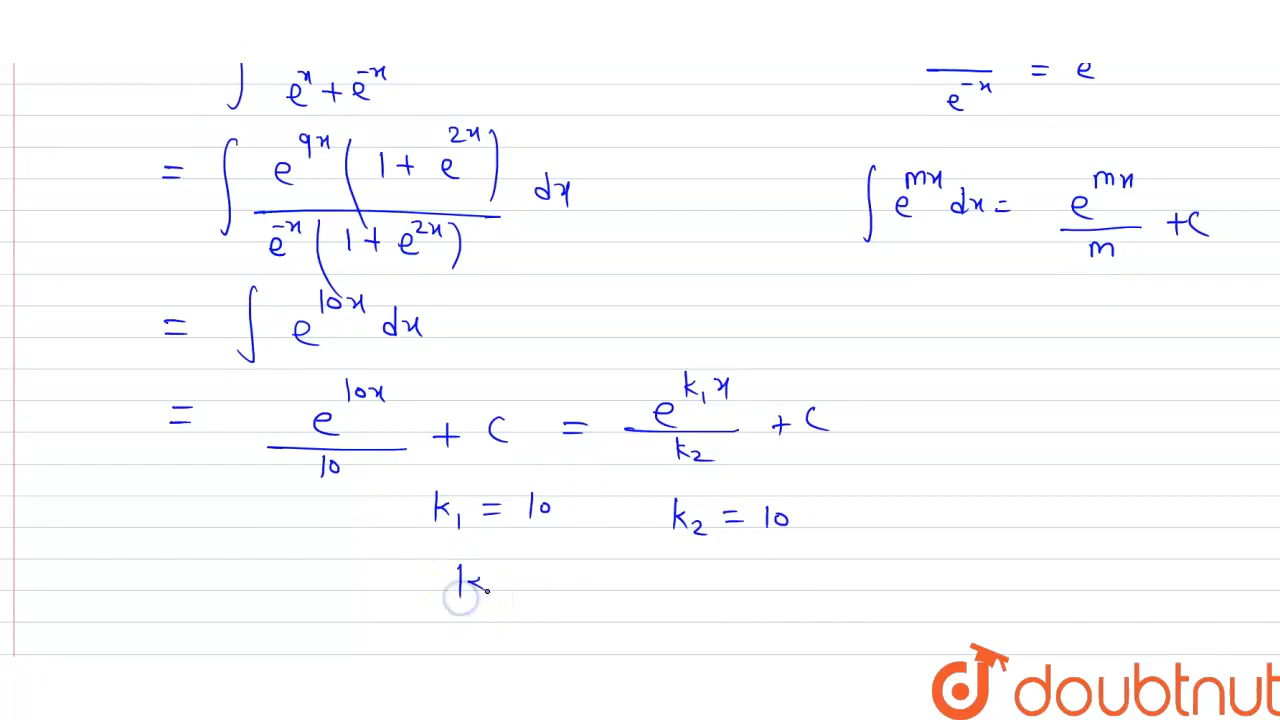 ∫ e^x + e^-x
____ / e^-x = e
= ∫ e^9x (1 + e^2x) / e^-x (1 + e^2x) dx
∫ e^mx dx = e^mx / m + C
= ∫ e^10x dx
= e^10x / 10 + C = e^(k₁x) / k₂ + C
k₁ = 10 k₂ = 10
k
doubtnut